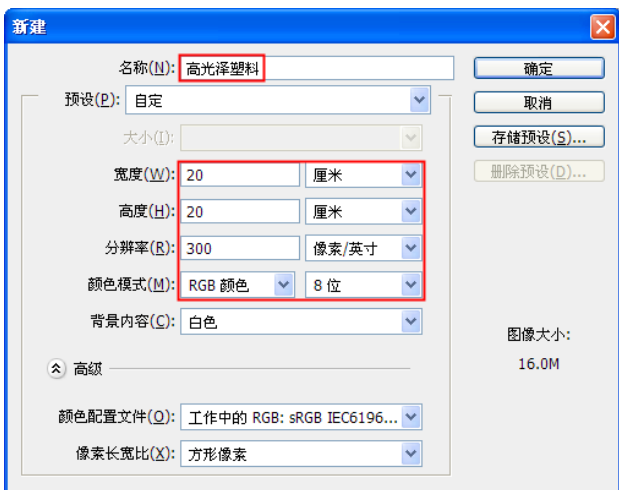 新建
名称(N): 高光泽塑料 确定
预设(P): 自定 取消
大小(I): 存储预设(S)...
宽度(W): 20 厘米 删除预设(D)...
高度(H): 20 厘米
分辨率(R): 300 像素/英寸
颜色模式(M): RGB 颜色 8 位
背景内容(C): 白色
图像大小:
高级 16.0M
颜色配置文件(O): 工作中的 RGB: sRGB IEC6196...
像素长宽比(X): 方形像素